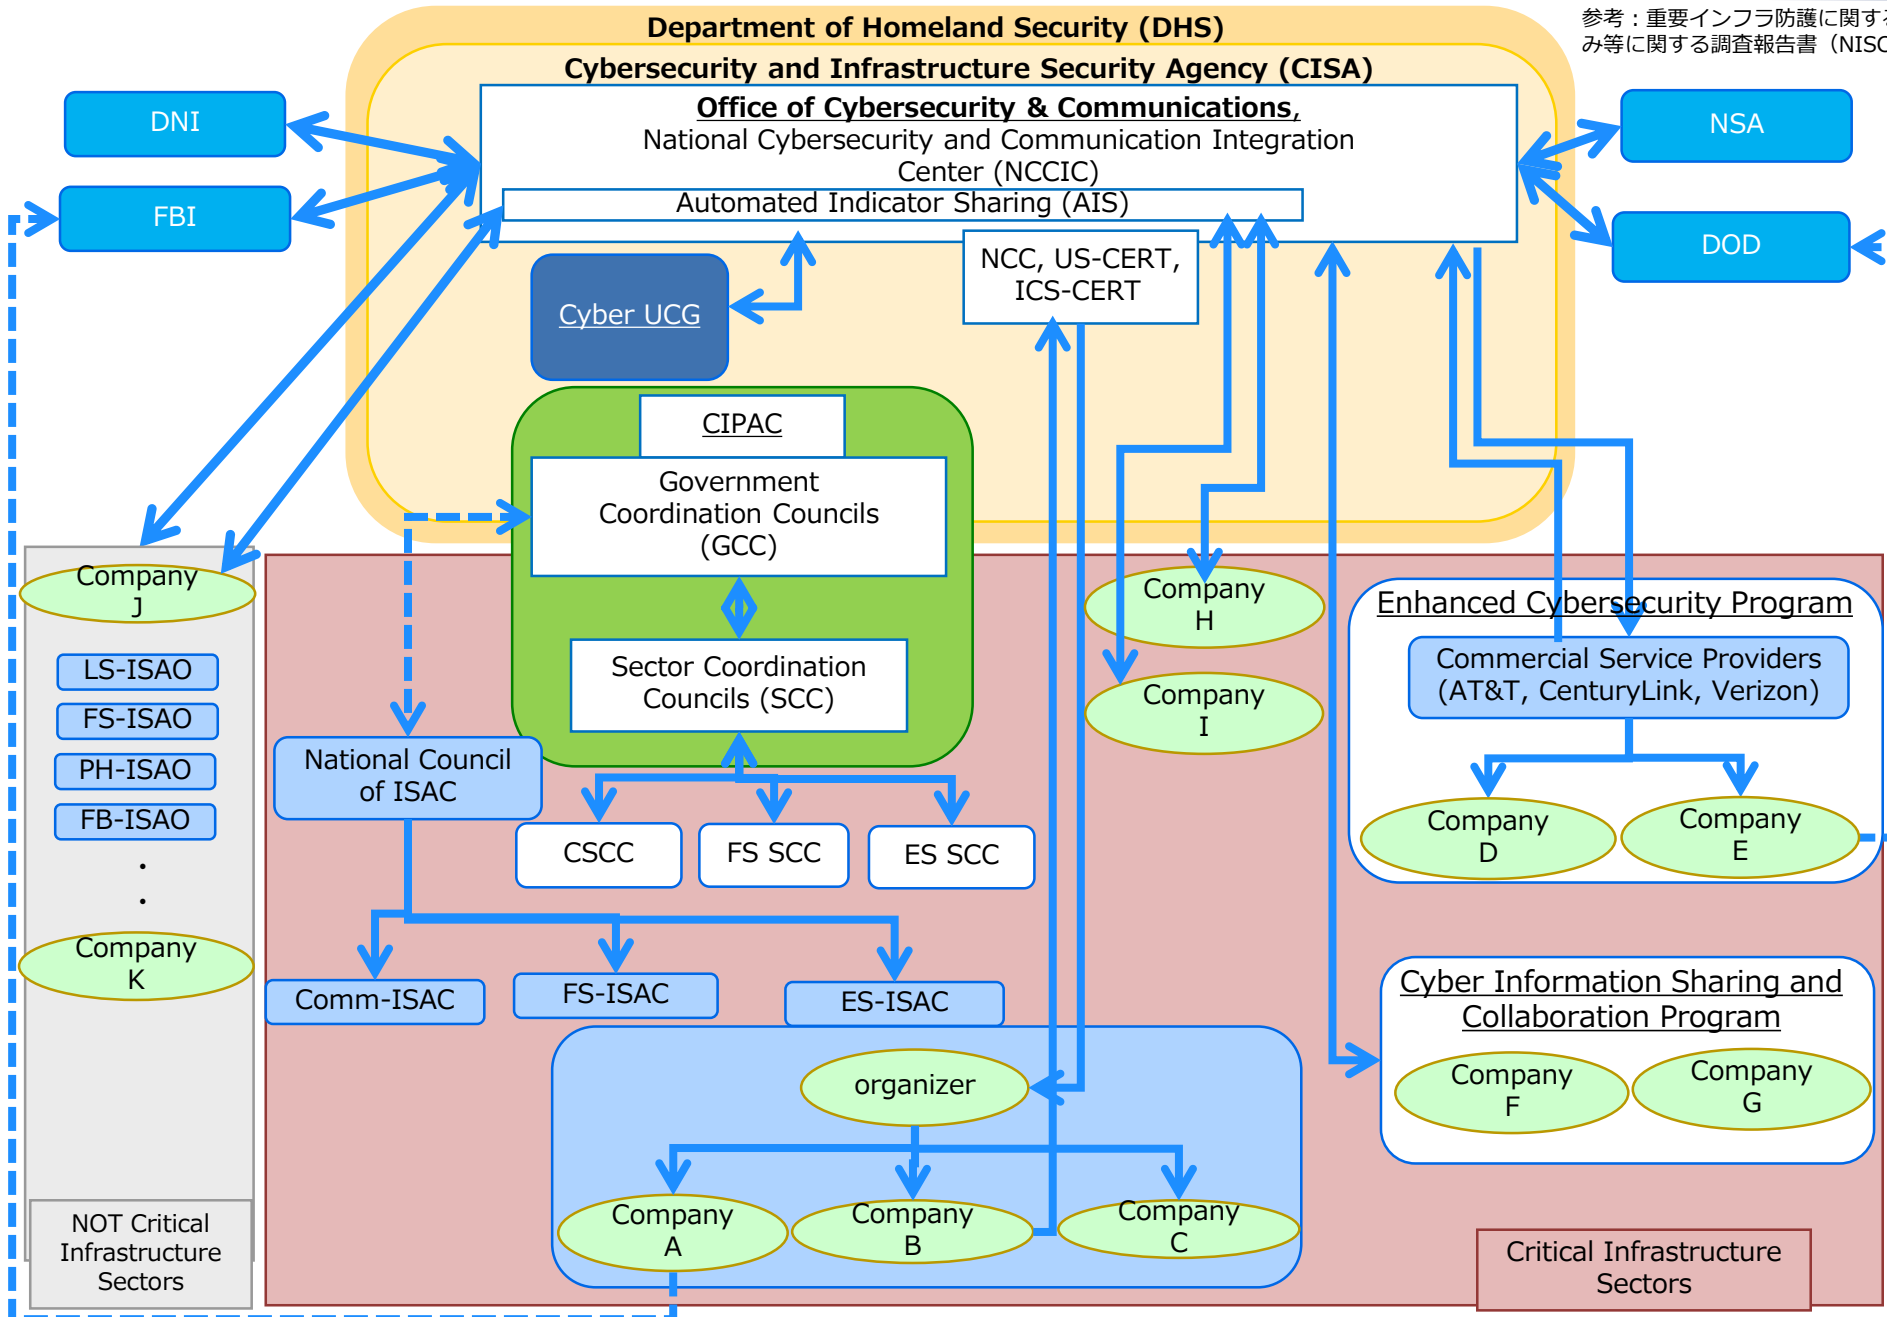 Department of Homeland Security (DHS)
参考：重要インフラ防護に関する
み等に関する調査報告書（NISC
Cybersecurity and Infrastructure Security Agency (CISA)
Office of Cybersecurity & Communications,
National Cybersecurity and Communication Integration
Center (NCCIC)
Automated Indicator Sharing (AIS)
DNI
FBI
NSA
DOD
Cyber UCG
NCC, US-CERT,
ICS-CERT
CIPAC
Government
Coordination Councils
(GCC)
Sector Coordination
Councils (SCC)
Company
J
LS-ISAO
FS-ISAO
PH-ISAO
FB-ISAO
・
・
Company
K
NOT Critical
Infrastructure
Sectors
National Council
of ISAC
CSCC
FS SCC
ES SCC
Comm-ISAC
FS-ISAC
ES-ISAC
Company
H
Company
I
Enhanced Cybersecurity Program
Commercial Service Providers
(AT&T, CenturyLink, Verizon)
Company
D
Company
E
Cyber Information Sharing and
Collaboration Program
Company
F
Company
G
organizer
Company
A
Company
B
Company
C
Critical Infrastructure
Sectors